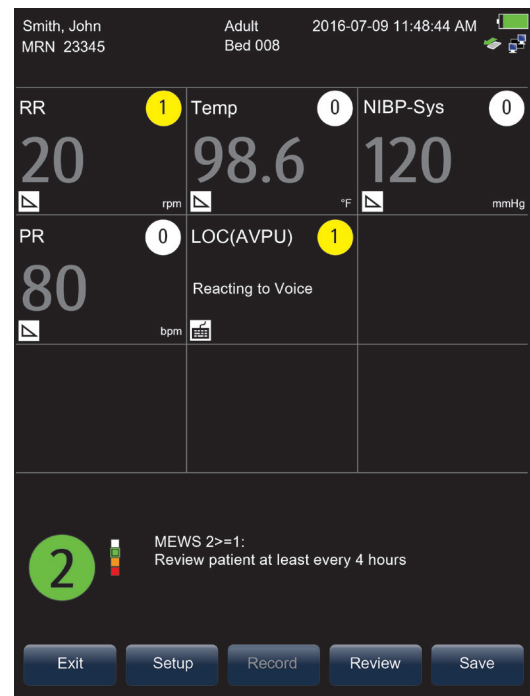 Smith, John Adult 2016-07-09 11:48:44 AM
MRN 23345 Bed 008
RR 1 Temp 0 NIBP-Sys 0
20 98.6 120
rpm °F mmHg
PR 0 LOC(AVPU) 1
80 Reacting to Voice
bpm
MEWS 2>=1:
2 Review patient at least every 4 hours
Exit Setup Record Review Save